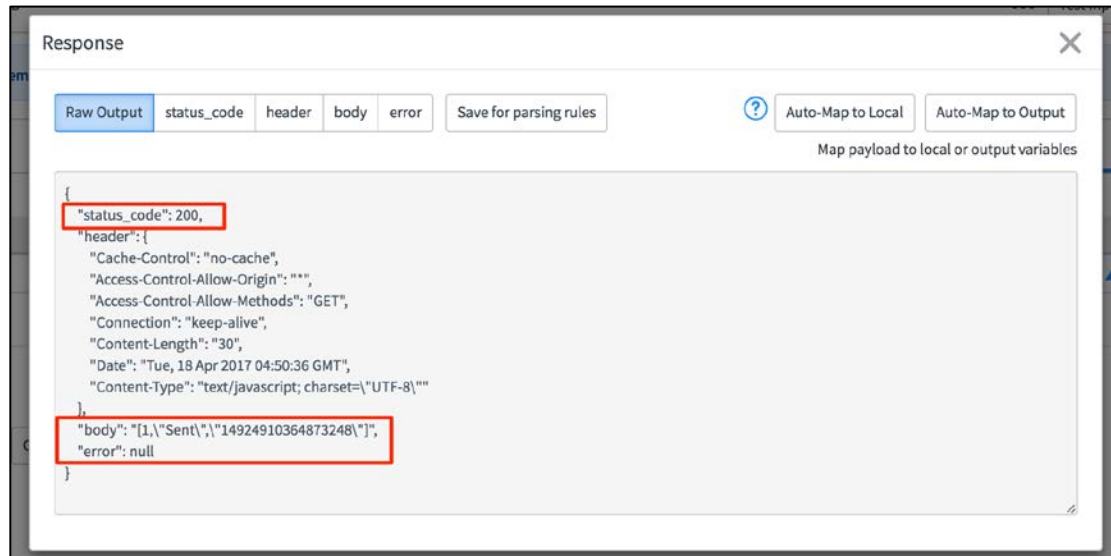 Response
Raw Output status_code header body error Save for parsing rules ? Auto-Map to Local Auto-Map to Output
Map payload to local or output variables
{
"status_code": 200,
"header": {
"Cache-Control": "no-cache",
"Access-Control-Allow-Origin": "*",
"Access-Control-Allow-Methods": "GET",
"Connection": "keep-alive",
"Content-Length": "30",
"Date": "Tue, 18 Apr 2017 04:50:36 GMT",
"Content-Type": "text/javascript; charset=\"UTF-8\""
},
"body": "[1,\"Sent\",\"14924910364873248\"]",
"error": null
}